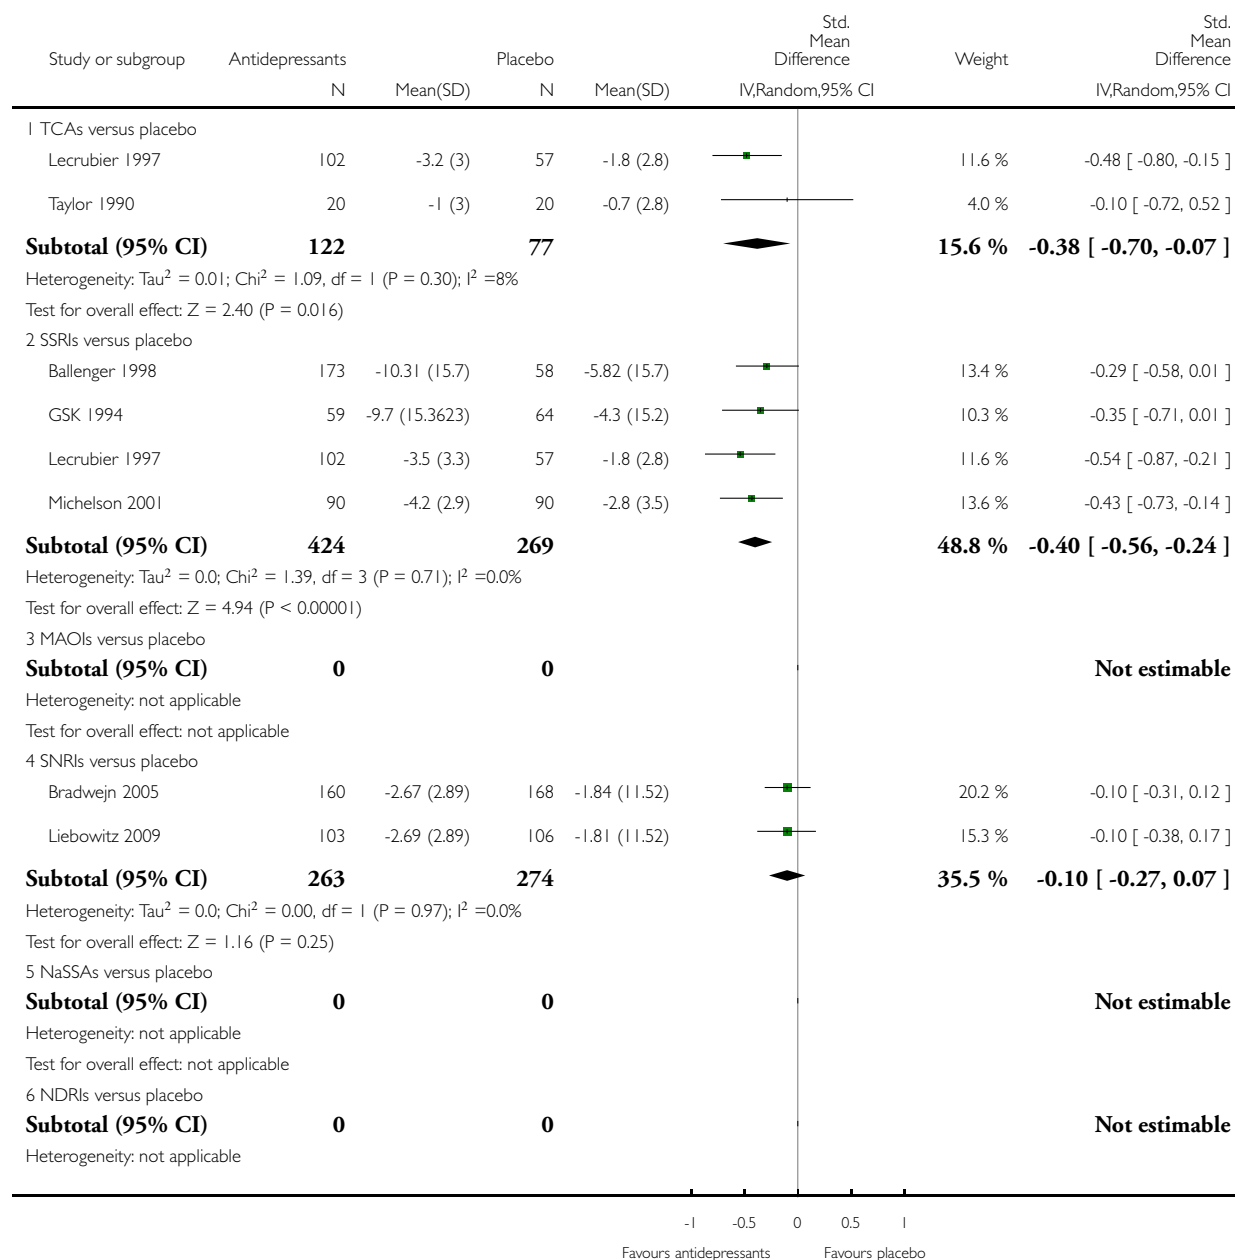 Std. Mean Difference Std. Mean Difference
Study or subgroup Antidepressants Placebo Weight
N Mean(SD) N Mean(SD) IV,Random,95% CI IV,Random,95% CI
1 TCAs versus placebo
Lecrubier 1997 102 -3.2 (3) 57 -1.8 (2.8) 11.6 % -0.48 [ -0.80, -0.15 ]
Taylor 1990 20 -1 (3) 20 -0.7 (2.8) 4.0 % -0.10 [ -0.72, 0.52 ]
Subtotal (95% CI) 122 77 15.6 % -0.38 [ -0.70, -0.07 ]
Heterogeneity: Tau² = 0.01; Chi² = 1.09, df = 1 (P = 0.30); I² =8%
Test for overall effect: Z = 2.40 (P = 0.016)
2 SSRIs versus placebo
Ballenger 1998 173 -10.31 (15.7) 58 -5.82 (15.7) 13.4 % -0.29 [ -0.58, 0.01 ]
GSK 1994 59 -9.7 (15.3623) 64 -4.3 (15.2) 10.3 % -0.35 [ -0.71, 0.01 ]
Lecrubier 1997 102 -3.5 (3.3) 57 -1.8 (2.8) 11.6 % -0.54 [ -0.87, -0.21 ]
Michelson 2001 90 -4.2 (2.9) 90 -2.8 (3.5) 13.6 % -0.43 [ -0.73, -0.14 ]
Subtotal (95% CI) 424 269 48.8 % -0.40 [ -0.56, -0.24 ]
Heterogeneity: Tau² = 0.0; Chi² = 1.39, df = 3 (P = 0.71); I² =0.0%
Test for overall effect: Z = 4.94 (P < 0.00001)
3 MAOIs versus placebo
Subtotal (95% CI) 0 0 Not estimable
Heterogeneity: not applicable
Test for overall effect: not applicable
4 SNRIs versus placebo
Bradwejn 2005 160 -2.67 (2.89) 168 -1.84 (11.52) 20.2 % -0.10 [ -0.31, 0.12 ]
Liebowitz 2009 103 -2.69 (2.89) 106 -1.81 (11.52) 15.3 % -0.10 [ -0.38, 0.17 ]
Subtotal (95% CI) 263 274 35.5 % -0.10 [ -0.27, 0.07 ]
Heterogeneity: Tau² = 0.0; Chi² = 0.00, df = 1 (P = 0.97); I² =0.0%
Test for overall effect: Z = 1.16 (P = 0.25)
5 NaSSAs versus placebo
Subtotal (95% CI) 0 0 Not estimable
Heterogeneity: not applicable
Test for overall effect: not applicable
6 NDRIs versus placebo
Subtotal (95% CI) 0 0 Not estimable
Heterogeneity: not applicable
-1 -0.5 0 0.5 1
Favours antidepressants Favours placebo